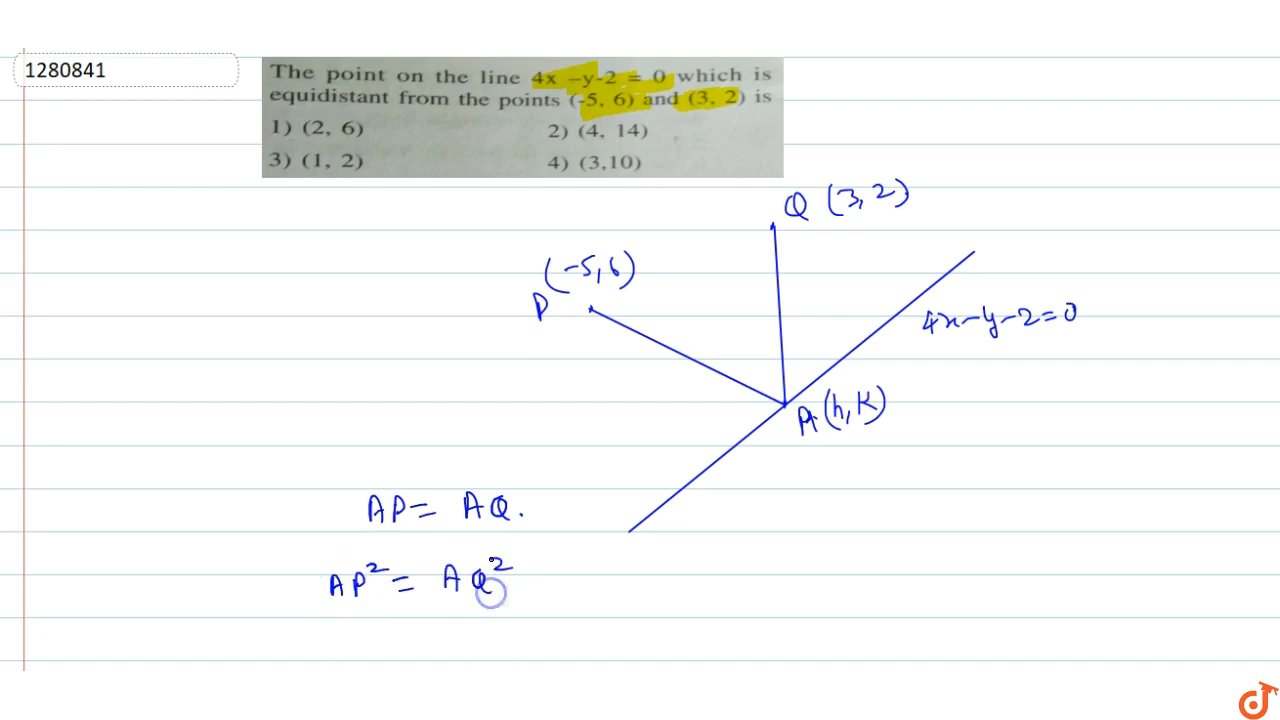 1280841
The point on the line 4x −y-2 = 0 which is
equidistant from the points (-5, 6) and (3, 2) is
1) (2, 6) 2) (4, 14)
3) (1, 2) 4) (3,10)
Q (3, 2)
(-5, 6)
P
4x-y-2=0
A(h, k)
AP = AQ.
AP² = AQ²